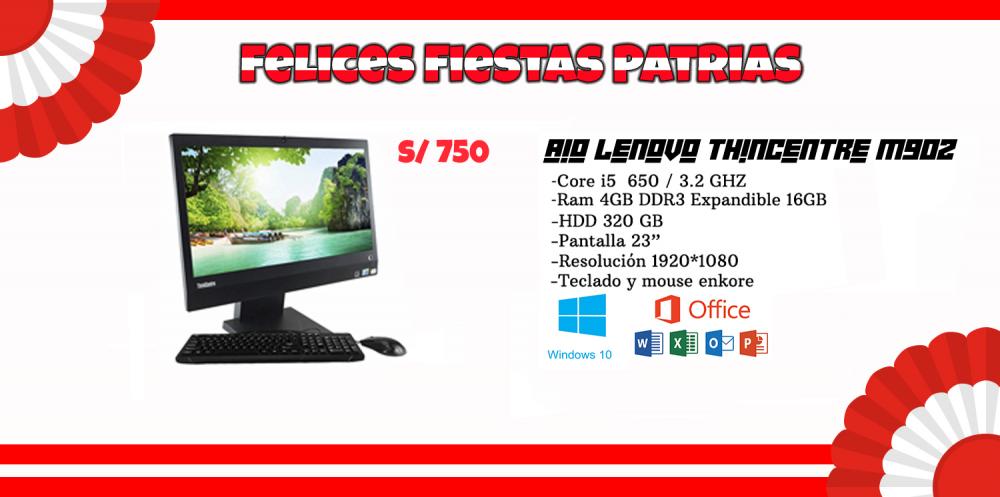 Felices Fiestas Patrias
S/ 750
AIO LENOVO THINCENTRE M90Z
-Core i5 650 / 3.2 GHZ
-Ram 4GB DDR3 Expandible 16GB
-HDD 320 GB
-Pantalla 23”
-Resolución 1920*1080
-Teclado y mouse enkore
Office
Windows 10
W X O P